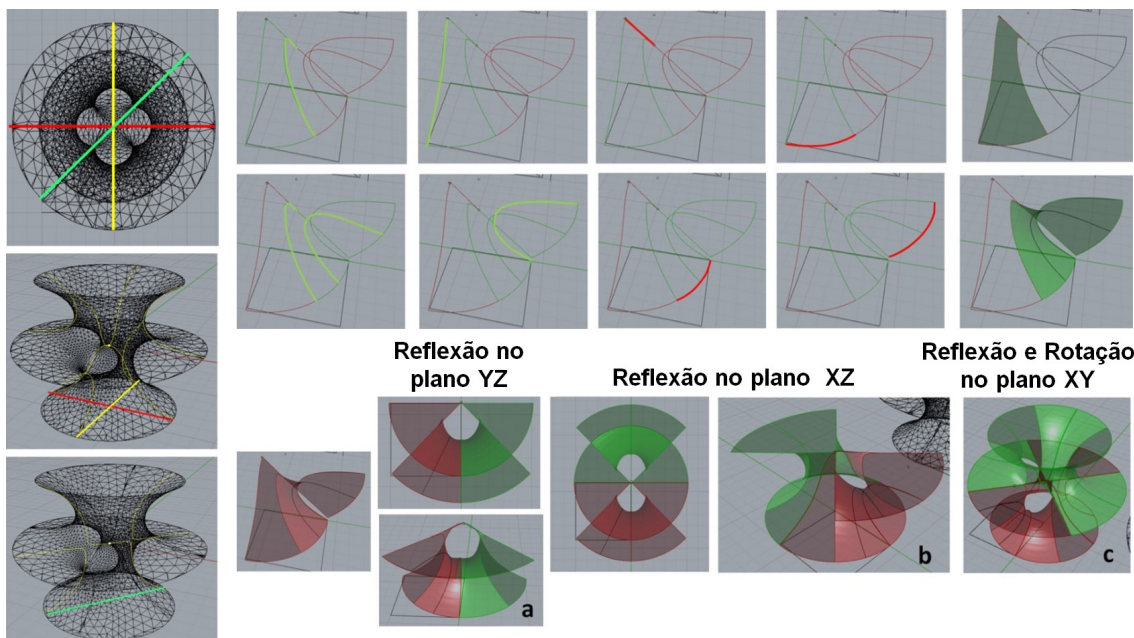 Reflexão no
plano YZ
Reflexão no plano XZ
Reflexão e Rotação
no plano XY
a
b
c